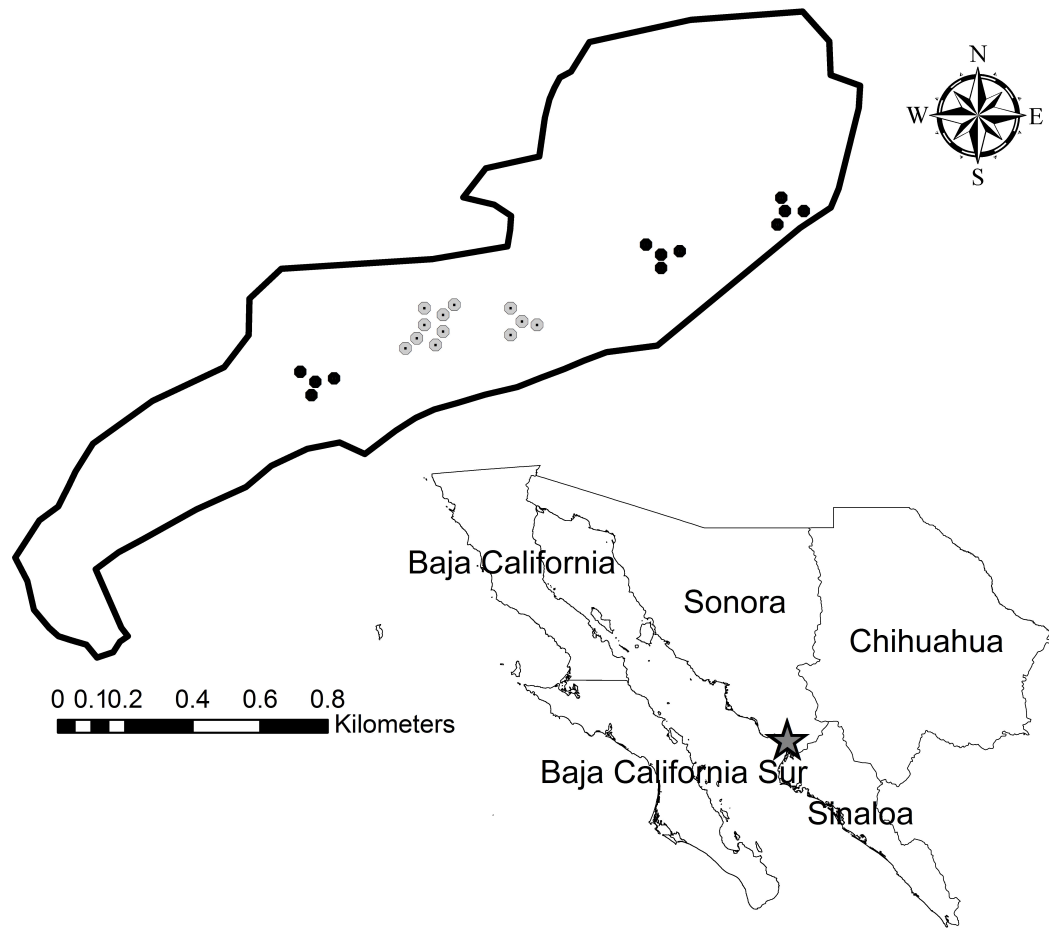 N
W E
S
Baja California
Sonora
Chihuahua
0 0.10.2 0.4 0.6 0.8
Kilometers
Baja California Sur
Sinaloa